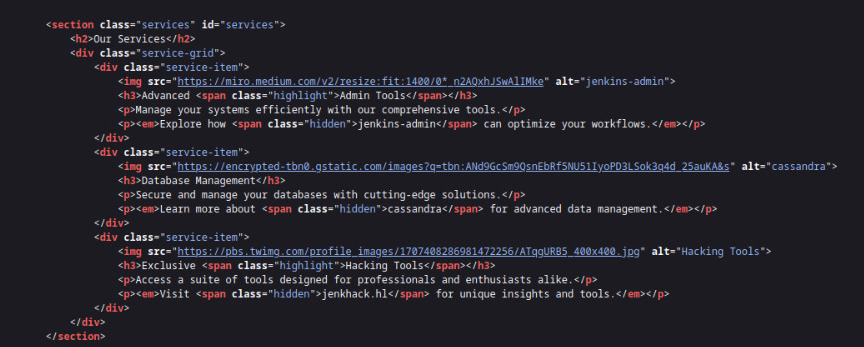 <section class="services" id="services">
<h2>Our Services</h2>
<div class="service-grid">
<div class="service-item">
<img src="https://miro.medium.com/v2/resize:fit:1400/0*_n2AQxhJSwAlIMke" alt="jenkins-admin">
<h3>Advanced <span class="highlight">Admin Tools</span></h3>
<p>Manage your systems efficiently with our comprehensive tools.</p>
<p><em>Explore how <span class="hidden">jenkins-admin</span> can optimize your workflows.</em></p>
</div>
<div class="service-item">
<img src="https://encrypted-tbn0.gstatic.com/images?q=tbn:ANd9GcSm9QsnEbRf5NU51IyoPD3LSok3q4d_25auKA&s" alt="cassandra">
<h3>Database Management</h3>
<p>Secure and manage your databases with cutting-edge solutions.</p>
<p><em>Learn more about <span class="hidden">cassandra</span> for advanced data management.</em></p>
</div>
<div class="service-item">
<img src="https://pbs.twimg.com/profile_images/1707408286981472256/ATqgURB5_400x400.jpg" alt="Hacking Tools">
<h3>Exclusive <span class="highlight">Hacking Tools</span></h3>
<p>Access a suite of tools designed for professionals and enthusiasts alike.</p>
<p><em>Visit <span class="hidden">jenkhack.hl</span> for unique insights and tools.</em></p>
</div>
</div>
</section>